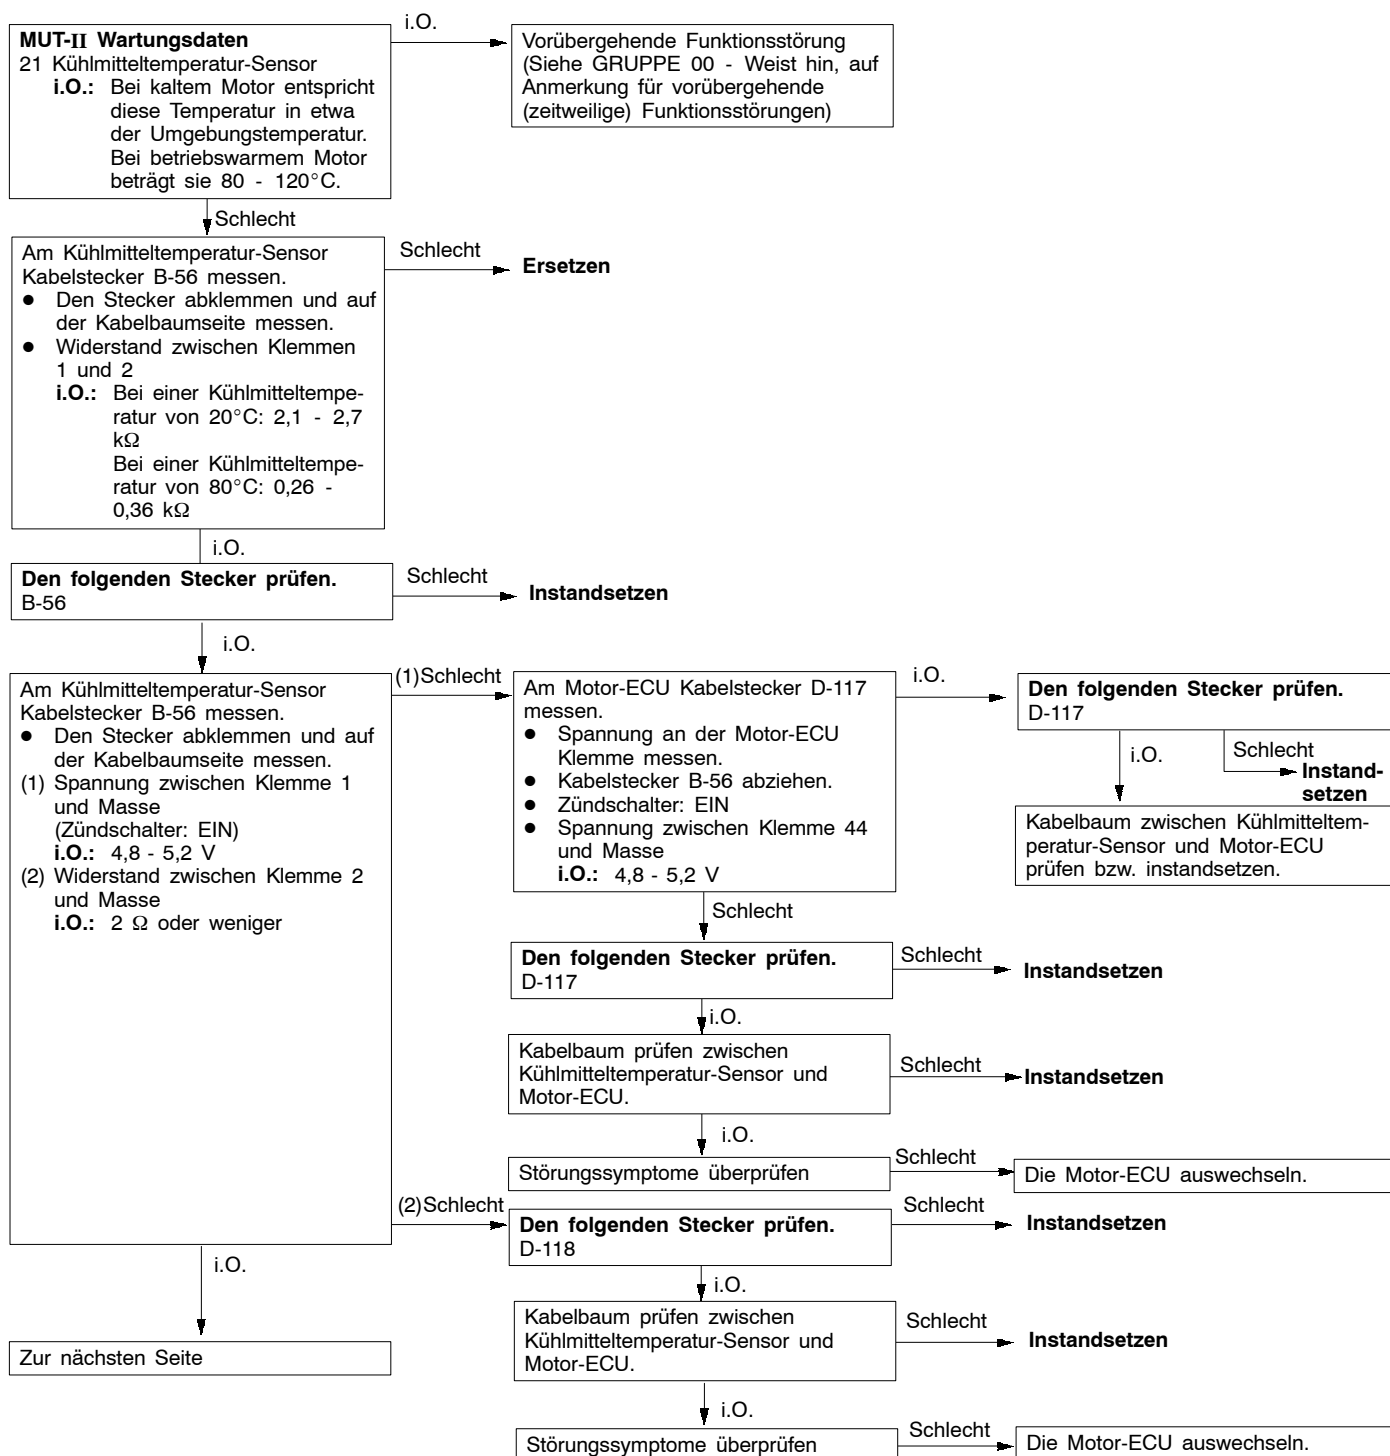 MUT-II Wartungsdaten
21 Kühlmitteltemperatur-Sensor
i.O.: Bei kaltem Motor entspricht
diese Temperatur in etwa
der Umgebungstemperatur.
Bei betriebswarmem Motor
beträgt sie 80 - 120°C.
i.O.
Vorübergehende Funktionsstörung
(Siehe GRUPPE 00 - Weist hin, auf
Anmerkung für vorübergehende
(zeitweilige) Funktionsstörungen)
Schlecht
Am Kühlmitteltemperatur-Sensor
Kabelstecker B-56 messen.
● Den Stecker abklemmen und auf
der Kabelbaumseite messen.
● Widerstand zwischen Klemmen
1 und 2
i.O.: Bei einer Kühlmitteltempe-
ratur von 20°C: 2,1 - 2,7
kΩ
Bei einer Kühlmitteltempe-
ratur von 80°C: 0,26 -
0,36 kΩ
Schlecht
Ersetzen
i.O.
Den folgenden Stecker prüfen.
B-56
Schlecht
Instandsetzen
i.O.
Am Kühlmitteltemperatur-Sensor
Kabelstecker B-56 messen.
● Den Stecker abklemmen und auf
der Kabelbaumseite messen.
(1) Spannung zwischen Klemme 1
und Masse
(Zündschalter: EIN)
i.O.: 4,8 - 5,2 V
(2) Widerstand zwischen Klemme 2
und Masse
i.O.: 2 Ω oder weniger
(1)Schlecht
Am Motor-ECU Kabelstecker D-117
messen.
● Spannung an der Motor-ECU
Klemme messen.
● Kabelstecker B-56 abziehen.
● Zündschalter: EIN
● Spannung zwischen Klemme 44
und Masse
i.O.: 4,8 - 5,2 V
i.O.
Den folgenden Stecker prüfen.
D-117
i.O.
Schlecht
Instand-
setzen
Kabelbaum zwischen Kühlmitteltem-
peratur-Sensor und Motor-ECU
prüfen bzw. instandsetzen.
Schlecht
Den folgenden Stecker prüfen.
D-117
Schlecht
Instandsetzen
i.O.
Kabelbaum prüfen zwischen
Kühlmitteltemperatur-Sensor und
Motor-ECU.
Schlecht
Instandsetzen
i.O.
Störungssymptome überprüfen
Schlecht
Die Motor-ECU auswechseln.
(2)Schlecht
Den folgenden Stecker prüfen.
D-118
Schlecht
Instandsetzen
i.O.
Kabelbaum prüfen zwischen
Kühlmitteltemperatur-Sensor und
Motor-ECU.
Schlecht
Instandsetzen
i.O.
Störungssymptome überprüfen
Schlecht
Die Motor-ECU auswechseln.
i.O.
Zur nächsten Seite